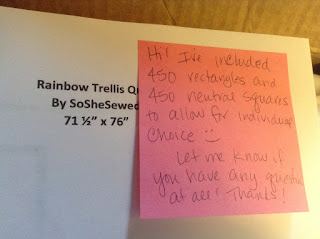 Rainbow Trellis Qu
By SoSheSewed
71 ½” x 76”
Hi! I've included
450 rectangles and
450 neutral squares
to allow for individual
choice :)
Let me know if
you have any questions
at all! Thanks!